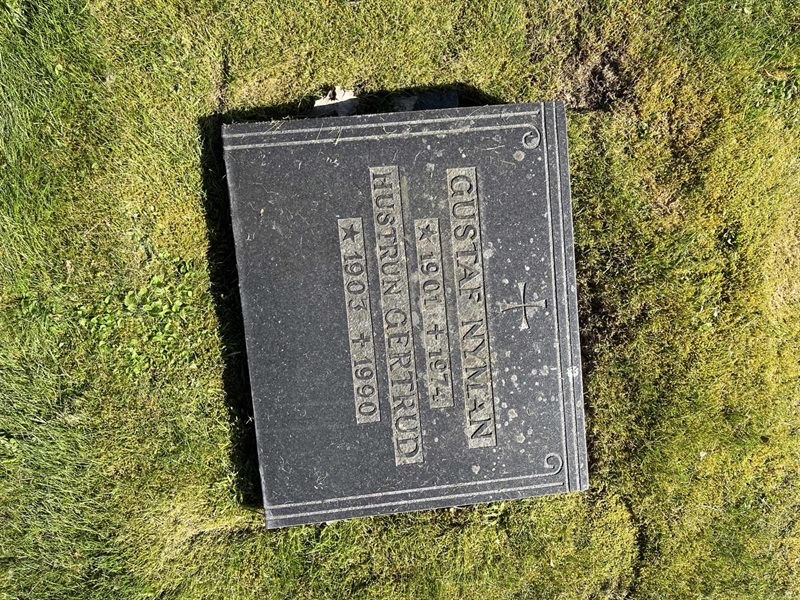 GUSTAF NYMAN
★ 1901 ✝ 1974
HUSTRUN GERTRUD
★ 1903 ✝ 1990